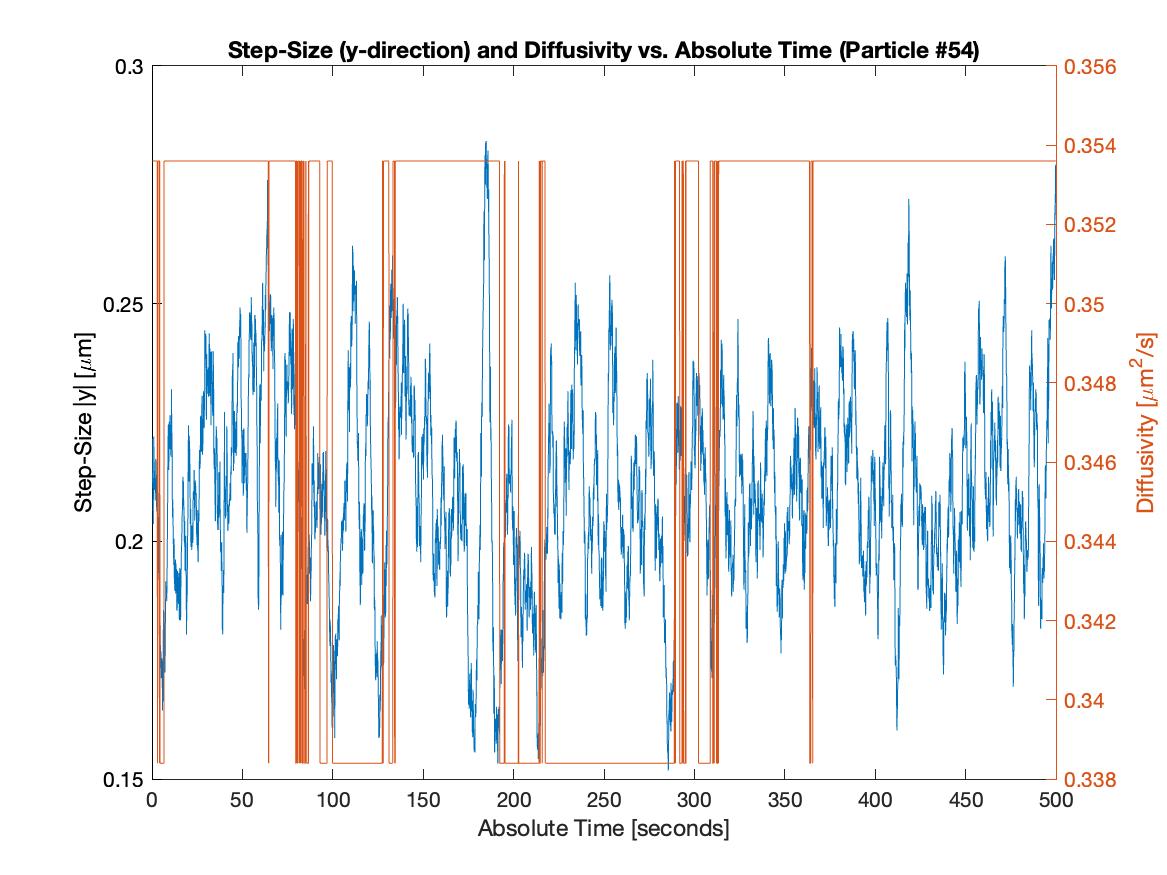 Step-Size (y-direction) and Diffusivity vs. Absolute Time (Particle #54)
0.3
0.25
0.2
0.15
Step-Size |y| [μm]
0.356
0.354
0.352
0.35
0.348
0.346
0.344
0.342
0.34
0.338
Diffusivity [μm²/s]
0 50 100 150 200 250 300 350 400 450 500
Absolute Time [seconds]